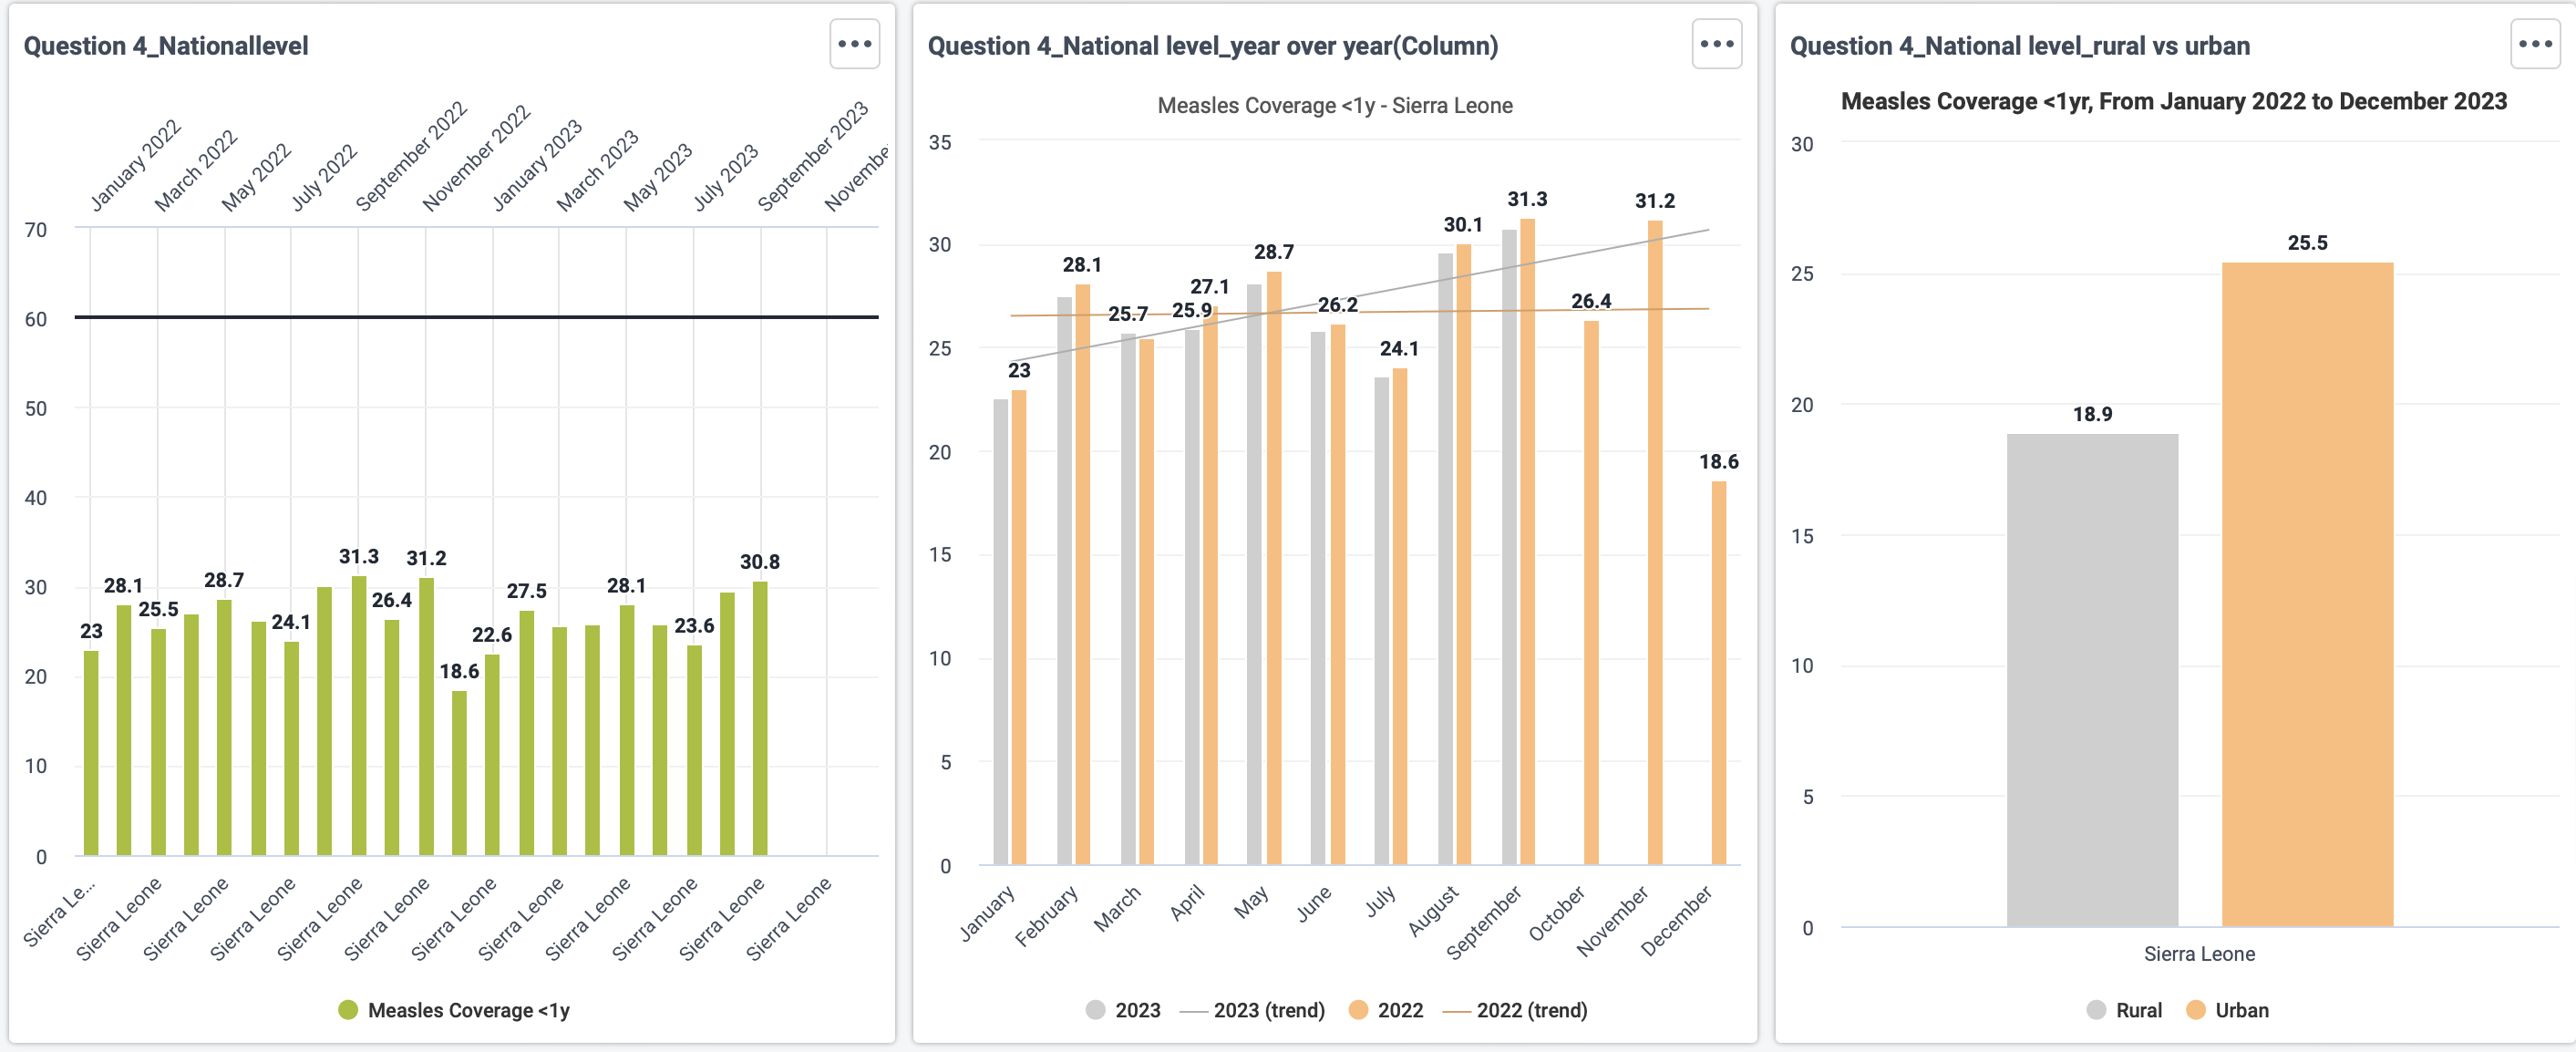 Question 4_Nationallevel
January 2022
March 2022
May 2022
July 2022
September 2022
November 2022
January 2023
March 2023
May 2023
July 2023
September 2023
Novembe
70
60
50
40
30
20
10
0
23
28.1
25.5
28.7
24.1
31.3
26.4
31.2
18.6
22.6
27.5
28.1
23.6
30.8
Sierra Le...
Sierra Leone
Sierra Leone
Sierra Leone
Sierra Leone
Sierra Leone
Sierra Leone
Sierra Leone
Sierra Leone
Sierra Leone
Sierra Leone
Sierra Leone
Measles Coverage <1y
Question 4_National level_year over year(Column)
Measles Coverage <1y - Sierra Leone
35
30
25
20
15
10
5
0
23
28.1
25.7
25.9
27.1
28.7
26.2
24.1
30.1
31.3
26.4
31.2
18.6
January
February
March
April
May
June
July
August
September
October
November
December
2023
2023 (trend)
2022
2022 (trend)
Question 4_National level_rural vs urban
Measles Coverage <1yr, From January 2022 to December 2023
30
25
20
15
10
5
0
18.9
25.5
Sierra Leone
Rural
Urban